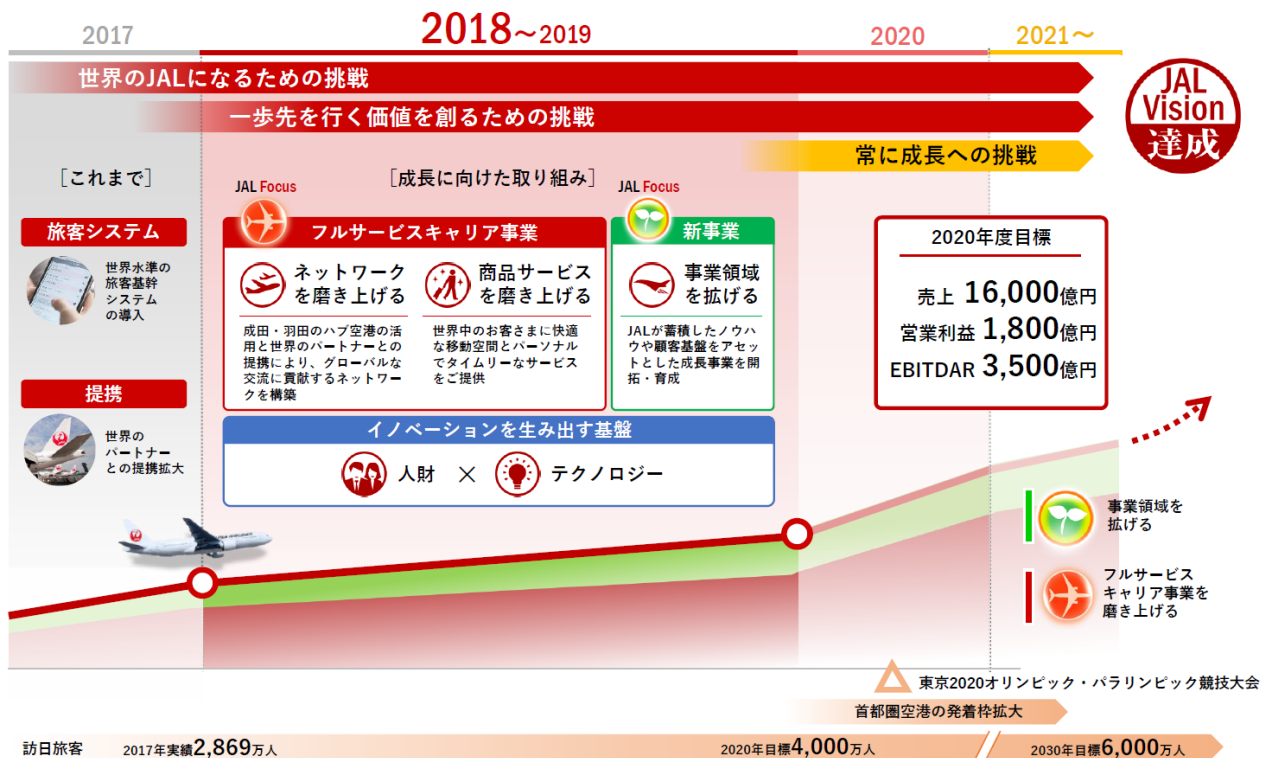 2017
2018～2019
2020
2021～
世界のJALになるための挑戦
一歩先を行く価値を創るための挑戦
常に成長への挑戦
JAL
Vision
達成
［これまで］
［成長に向けた取り組み］
旅客システム
世界水準の
旅客基幹
システム
の導入
提携
世界の
パートナー
との提携拡大
JAL Focus
フルサービスキャリア事業
ネットワーク
を磨き上げる
成田・羽田のハブ空港の活
用と世界のパートナーとの
提携により、グローバルな
交流に貢献するネットワー
クを構築
商品サービス
を磨き上げる
世界中のお客さまに快適
な移動空間とパーソナル
でタイムリーなサービス
をご提供
JAL Focus
新事業
事業領域
を拡げる
JALが蓄積したノウハ
ウや顧客基盤をアセッ
トとした成長事業を開
拓・育成
イノベーションを生み出す基盤
人財 × テクノロジー
2020年度目標
売上 16,000億円
営業利益 1,800億円
EBITDAR 3,500億円
事業領域を
拡げる
フルサービス
キャリア事業を
磨き上げる
東京2020オリンピック・パラリンピック競技大会
首都圏空港の発着枠拡大
訪日旅客 2017年実績2,869万人 2020年目標4,000万人 2030年目標6,000万人